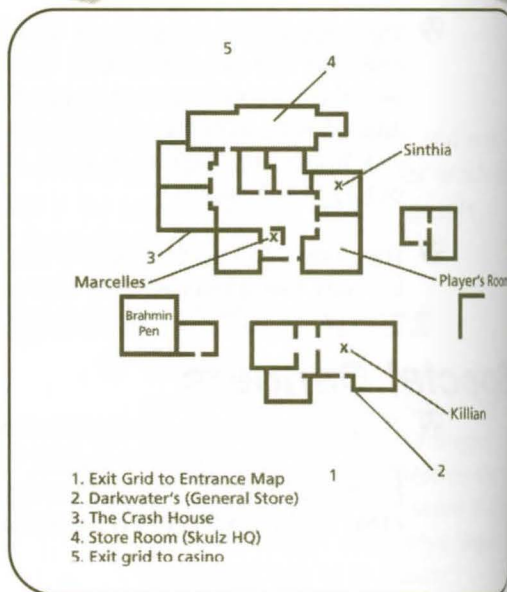 5
4
Sinthia
3
Marcelles
Player's Room
Brahmin
Pen
Killian
1. Exit Grid to Entrance Map
1
2
2. Darkwater's (General Store)
3. The Crash House
4. Store Room (Skulz HQ)
5. Exit grid to casino